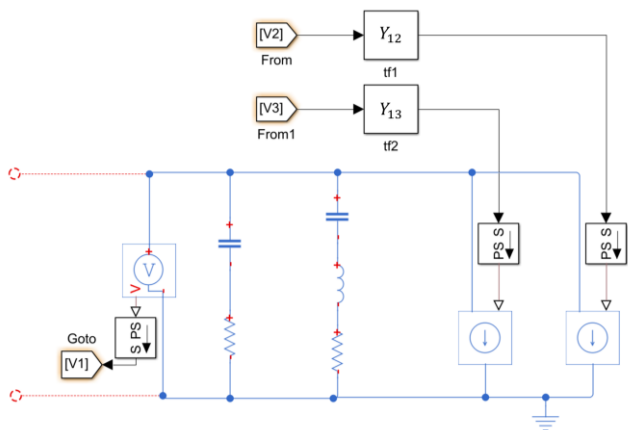 [V2]
Y12
From
tf1
[V3]
Y13
From1
tf2
PS S
PS S
V
V
S PS
Goto
[V1]